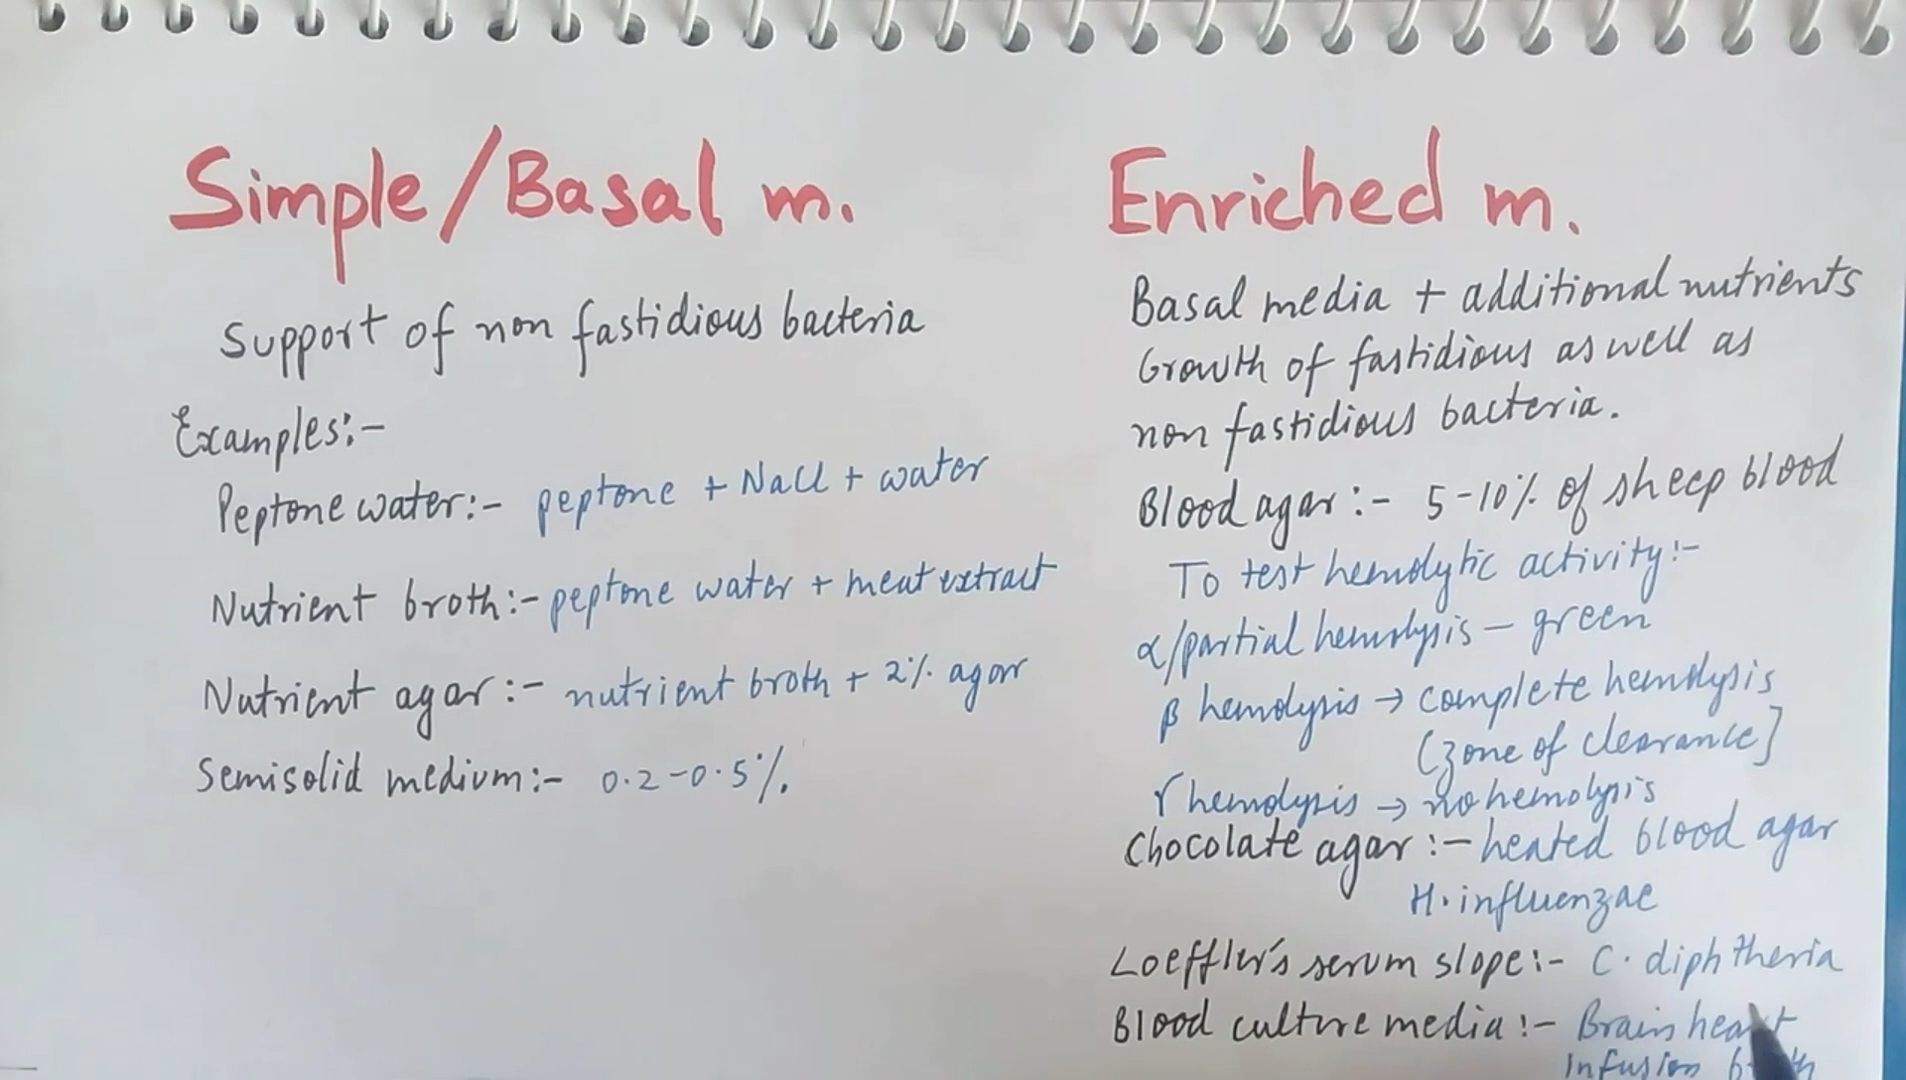 Simple/Basal m.
Support of non fastidious bacteria
Examples:-
Peptone water:- peptone + NaCl + water
Nutrient broth:- peptone water + meat extract
Nutrient agar:- nutrient broth + 2% agar
Semisolid medium:- 0.2-0.5%.
Enriched m.
Basal media + additional nutrients
Growth of fastidious as well as
non fastidious bacteria.
Blood agar:- 5-10% of sheep blood
To test hemolytic activity:-
α/partial hemolysis - green
β hemolysis → complete hemolysis
(zone of clearance]
γ hemolysis → no hemolysis
Chocolate agar:- heated blood agar
H. influenzae
Loeffler's serum slope:- C. diphtheria
Blood culture media:- Brain heart
infusion